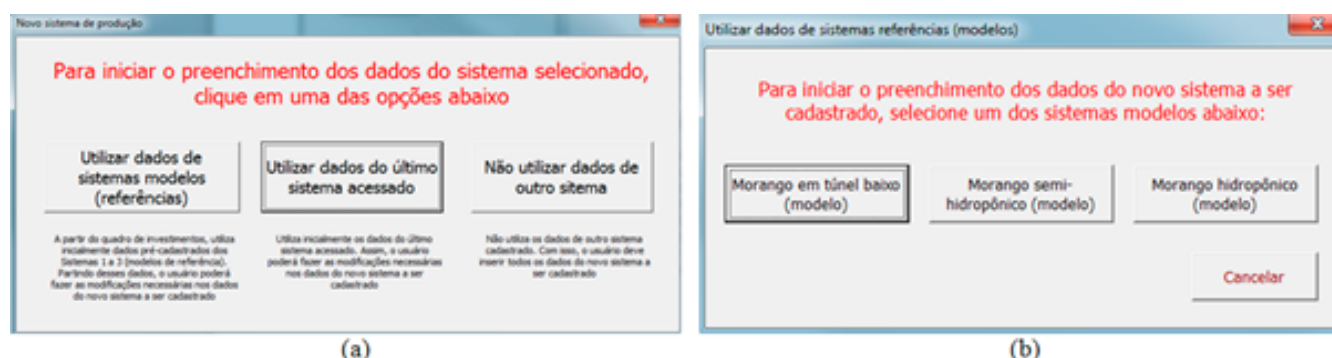 Novo sistema de produção
Para iniciar o preenchimento dos dados do sistema selecionado,
clique em uma das opções abaixo
Utilizar dados de
sistemas modelos
(referências)
Utilizar dados do último
sistema acessado
Não utilizar dados de
outro sitema
A partir do quadro de investimentos, utiliza
inicialmente dados pré-cadastrados dos
Sistemas 1 a 3 (modelos de referência).
Partindo desses dados, o usuário poderá
fazer as modificações necessárias nos dados
do novo sistema a ser cadastrado
Utiliza inicialmente os dados do último
sistema acessado. Assim, o usuário
poderá fazer as modificações necessárias
nos dados do novo sistema a ser
cadastrado
Não utiliza os dados de outro sistema
cadastrado. Com isso, o usuário deve
inserir todos os dados do novo sistema a
ser cadastrado
(a)
Utilizar dados de sistemas referências (modelos)
Para iniciar o preenchimento dos dados do novo sistema a ser
cadastrado, selecione um dos sistemas modelos abaixo:
Morango em túnel baixo
(modelo)
Morango semi-
hidropônico (modelo)
Morango hidropônico
(modelo)
Cancelar
(b)